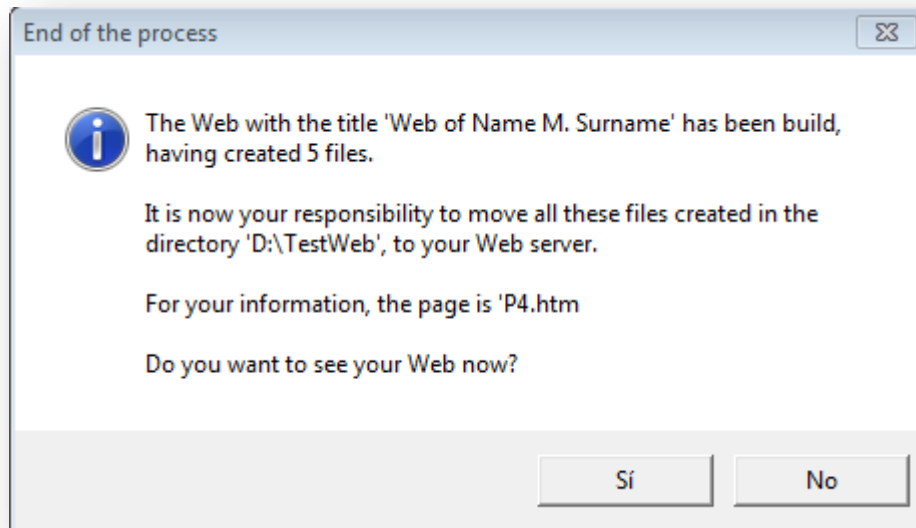 End of the process
The Web with the title 'Web of Name M. Surname' has been build,
having created 5 files.
It is now your responsibility to move all these files created in the
directory 'D:\TestWeb', to your Web server.
For your information, the page is 'P4.htm
Do you want to see your Web now?
Sí
No